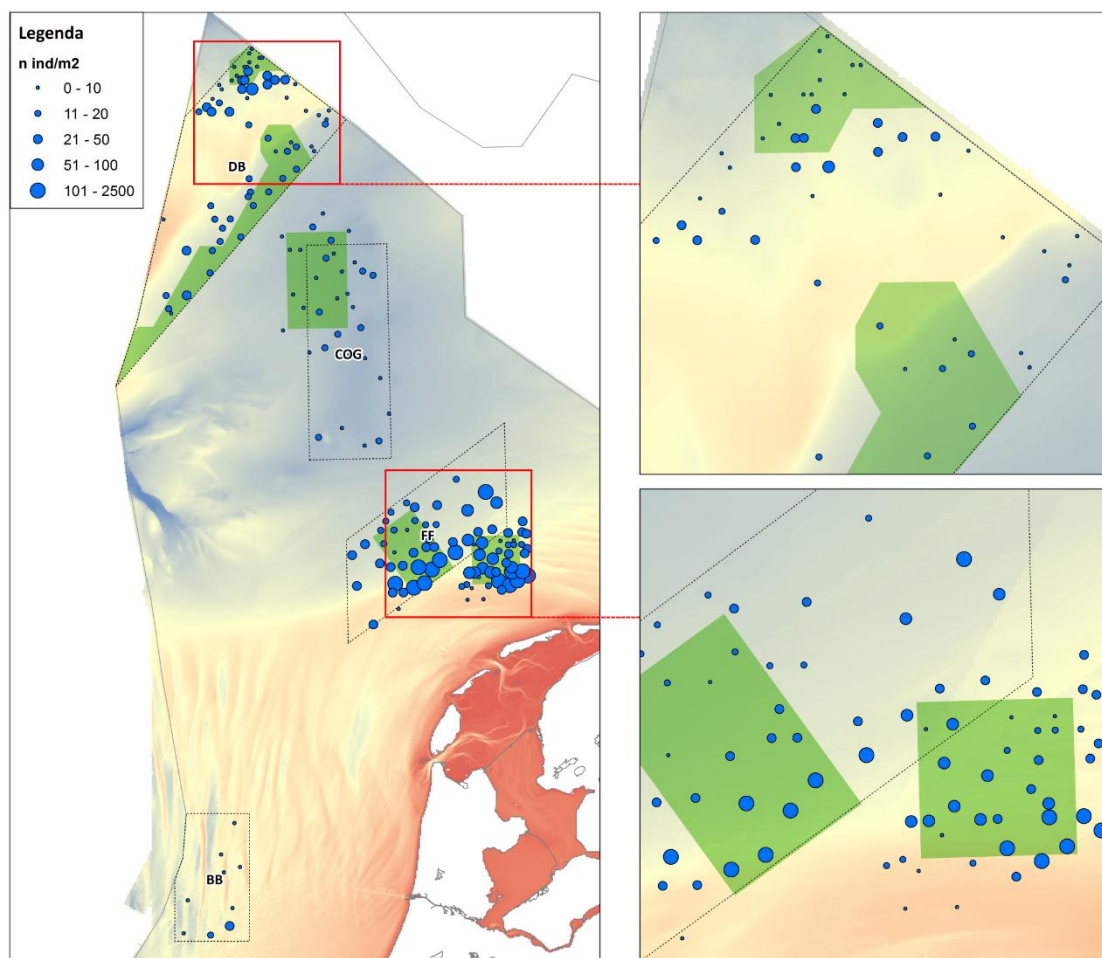 Legenda
n ind/m2
0 - 10
11 - 20
21 - 50
51 - 100
101 - 2500
DB
COG
FF
BB